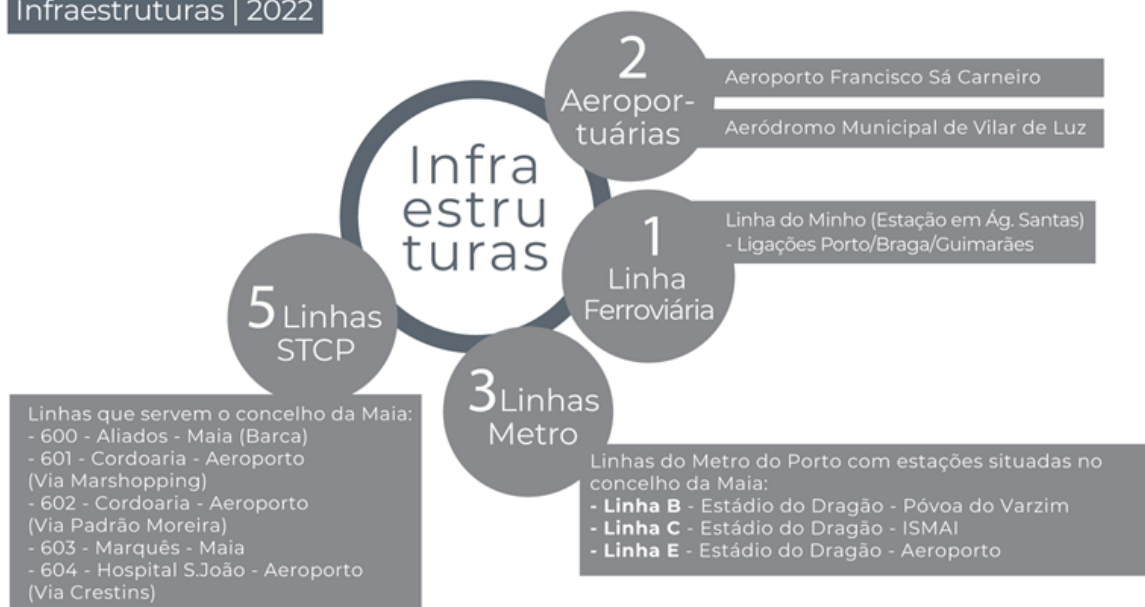 Infraestruturas | 2022
2
Aeropor-
tuárias
Aeroporto Francisco Sá Carneiro
Aeródromo Municipal de Vilar de Luz
Infra
estru
turas
1
Linha
Ferroviária
Linha do Minho (Estação em Ág. Santas)
- Ligações Porto/Braga/Guimarães
5 Linhas
STCP
Linhas que servem o concelho da Maia:
- 600 - Aliados - Maia (Barca)
- 601 - Cordoaria - Aeroporto
(Via Marshopping)
- 602 - Cordoaria - Aeroporto
(Via Padrão Moreira)
- 603 - Marquês - Maia
- 604 - Hospital S.João - Aeroporto
(Via Crestins)
3 Linhas
Metro
Linhas do Metro do Porto com estações situadas no
concelho da Maia:
- Linha B - Estádio do Dragão - Póvoa do Varzim
- Linha C - Estádio do Dragão - ISMAI
- Linha E - Estádio do Dragão - Aeroporto